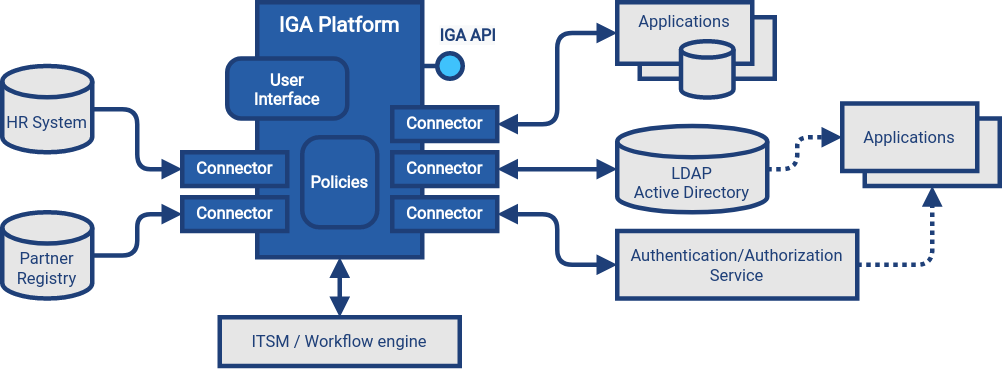 IGA Platform
IGA API
User
Interface
Policies
HR System
Connector
Partner
Registry
Connector
Connector
Connector
Connector
Applications
LDAP
Active Directory
Applications
Authentication/Authorization
Service
ITSM / Workflow engine